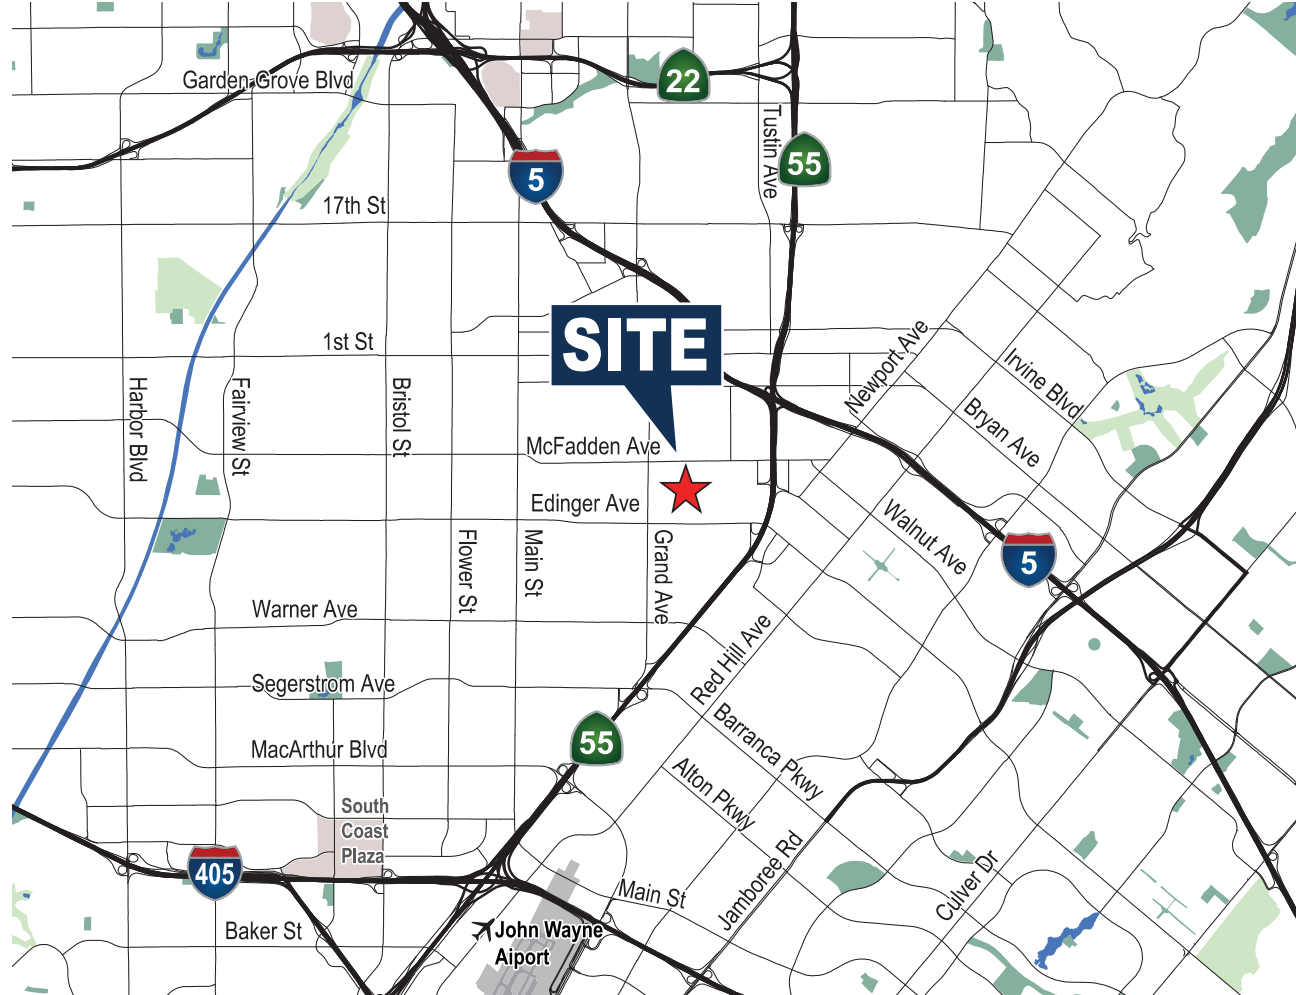 Garden Grove Blvd
22
Tustin Ave
55
5
17th St
SITE
1st St
Harbor Blvd
Fairview St
Bristol St
Newport Ave
Irvine Blvd
Bryan Ave
McFadden Ave
Edinger Ave
Walnut Ave
Flower St
Main St
Grand Ave
5
Warner Ave
Red Hill Ave
Segerstrom Ave
Barranca Pkwy
55
MacArthur Blvd
Alton Pkwy
South
Coast
Plaza
405
Jamboree Rd
Culver Dr
Main St
Baker St
John Wayne
Aiport